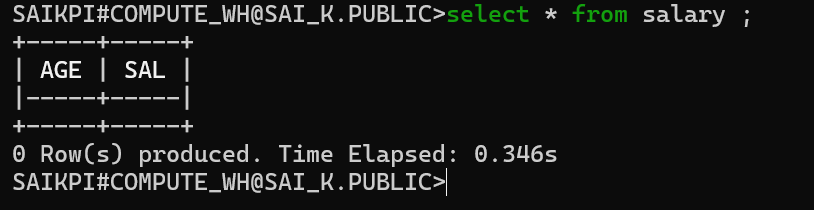 SAIKPI#COMPUTE_WH@SAI_K.PUBLIC>select * from salary ;
+-----+-----+
| AGE | SAL |
|-----+-----|
+-----+-----+
0 Row(s) produced. Time Elapsed: 0.346s
SAIKPI#COMPUTE_WH@SAI_K.PUBLIC>